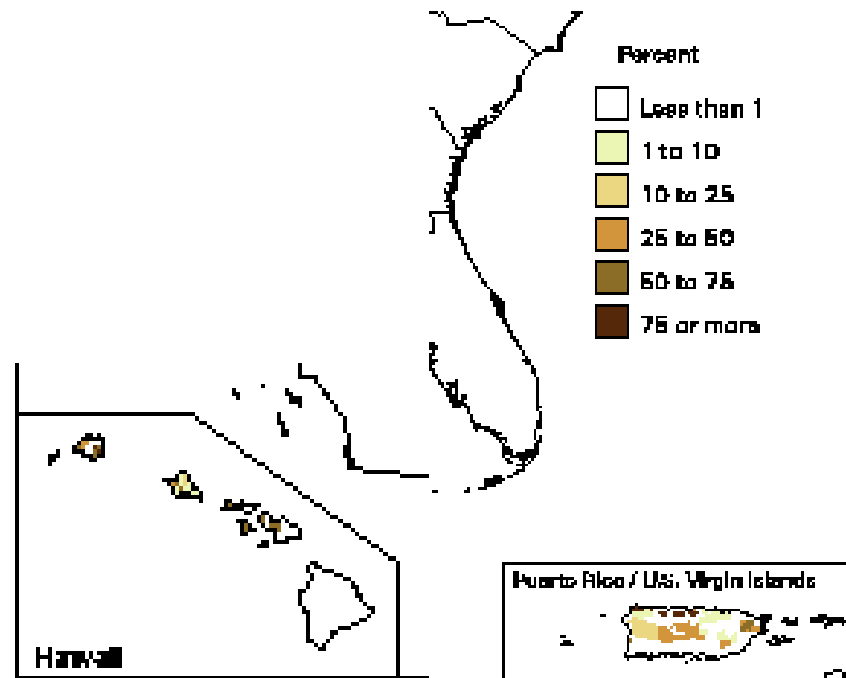 Percent
Less than 1
1 to 10
10 to 25
25 to 50
50 to 75
75 or more
Puerto Rico / U.S. Virgin Islands
Hawaii